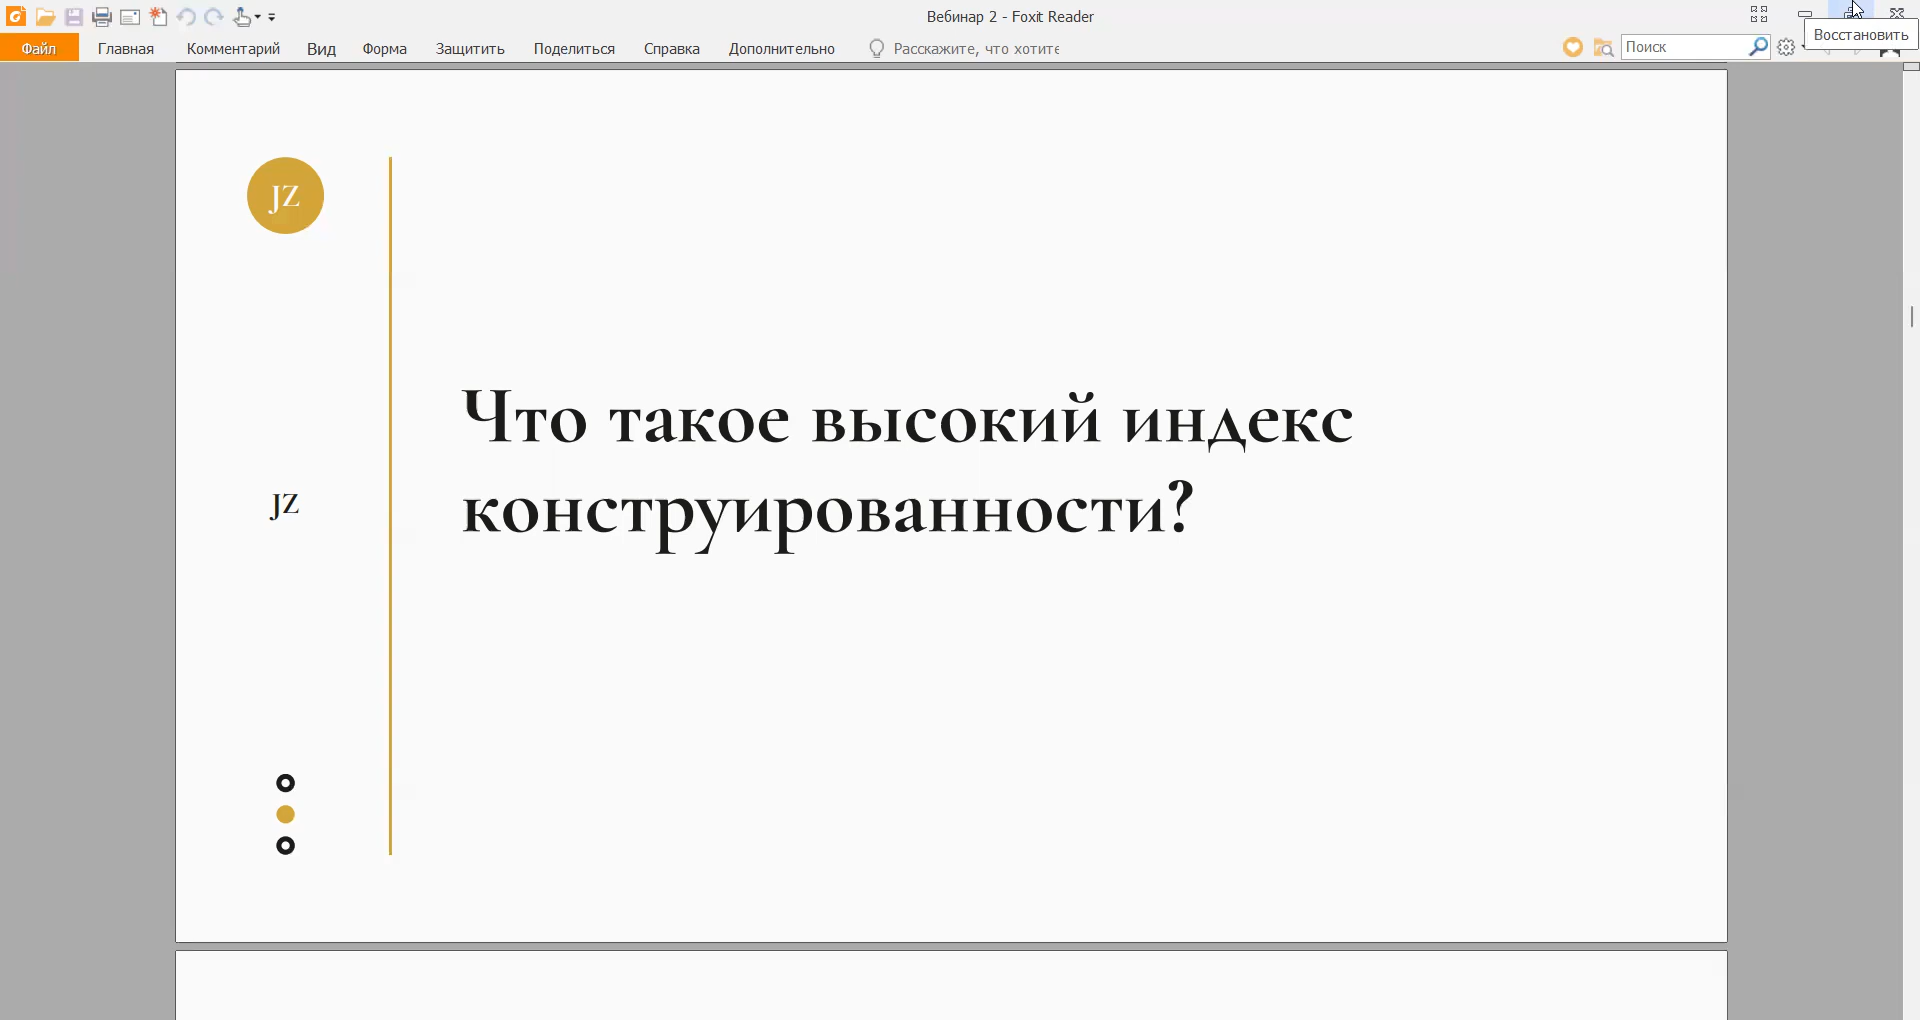 Вебинар 2 - Foxit Reader
Восстановить
Файл Главная Комментарий Вид Форма Защитить Поделиться Справка Дополнительно Расскажите, что хотите Поиск
JZ
Что такое высокий индекс
конструированности?
JZ